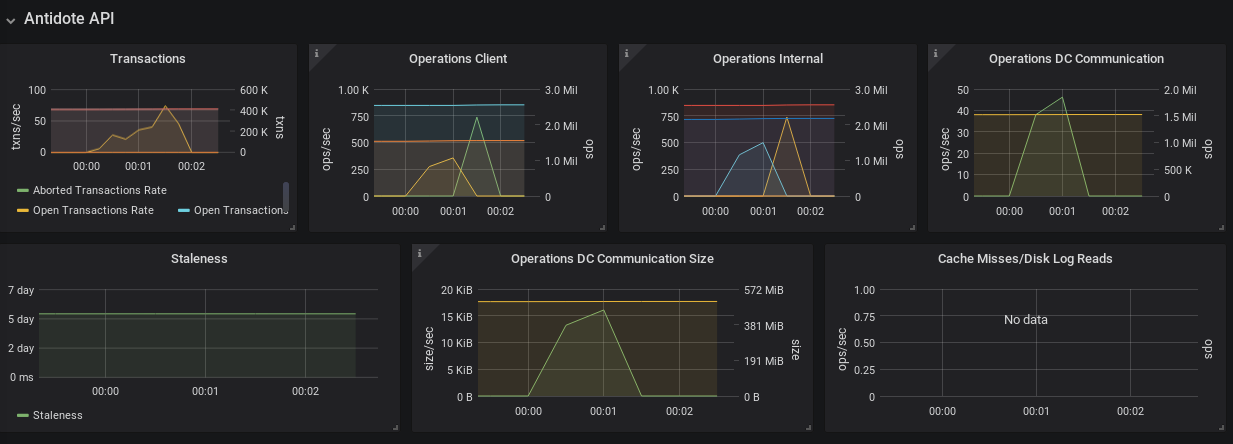 Antidote API
Transactions
txns/sec
100
50
0
600 K
400 K
200 K
0
txns
00:00 00:01 00:02
Aborted Transactions Rate
Open Transactions Rate Open Transactions
i
Operations Client
ops/sec
1.00 K
750
500
250
0
3.0 Mil
2.0 Mil
1.0 Mil
0
ops
00:00 00:01 00:02
i
Operations Internal
ops/sec
1.00 K
750
500
250
0
3.0 Mil
2.0 Mil
1.0 Mil
0
ops
00:00 00:01 00:02
i
Operations DC Communication
ops/sec
50
40
30
20
10
0
2.0 Mil
1.5 Mil
1.0 Mil
500 K
0
ops
00:00 00:01 00:02
Staleness
7 day
5 day
2 day
0 ms
00:00 00:01 00:02
Staleness
i
Operations DC Communication Size
size/sec
20 KiB
15 KiB
10 KiB
5 KiB
0 B
572 MiB
381 MiB
191 MiB
0 B
size
00:00 00:01 00:02
Cache Misses/Disk Log Reads
ops/sec
1.00
0.75
0.50
0.25
0
No data
ops
00:00 00:01 00:02